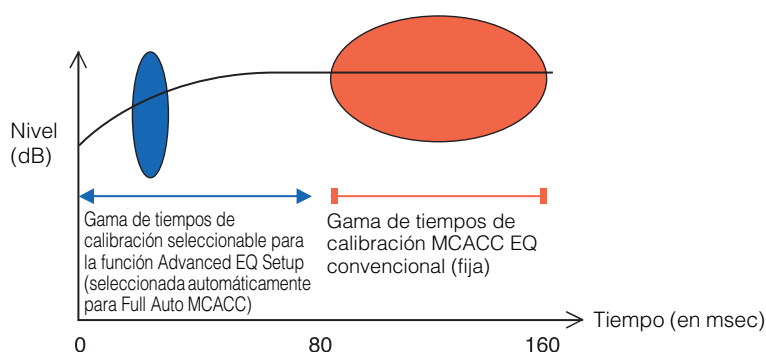 Nivel
(dB)
Gama de tiempos de
calibración seleccionable para
la función Advanced EQ Setup
(seleccionada automáticamente
para Full Auto MCACC)
Gama de tiempos de
calibración MCACC EQ
convencional (fija)
Tiempo (en msec)
0
80
160